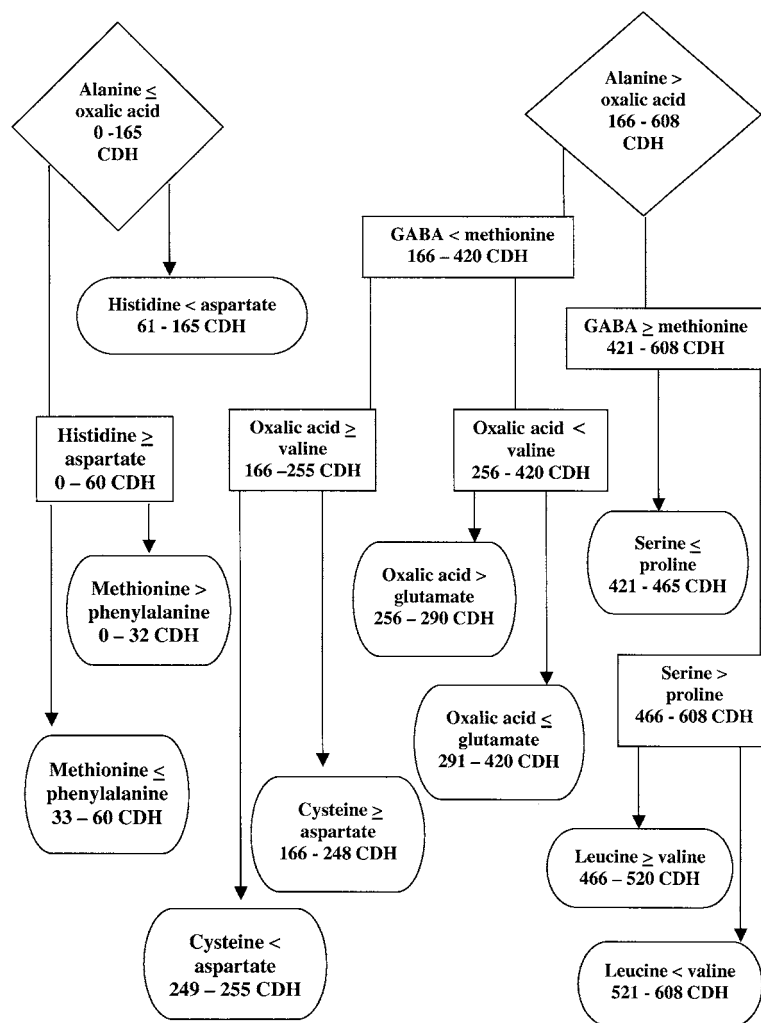 Alanine ≤
oxalic acid
0 -165
CDH
Alanine >
oxalic acid
166 - 608
CDH
GABA < methionine
166 – 420 CDH
Histidine < aspartate
61 - 165 CDH
GABA ≥ methionine
421 - 608 CDH
Histidine ≥
aspartate
0 – 60 CDH
Oxalic acid ≥
valine
166 –255 CDH
Oxalic acid <
valine
256 - 420 CDH
Methionine >
phenylalanine
0 – 32 CDH
Oxalic acid >
glutamate
256 – 290 CDH
Serine ≤
proline
421 - 465 CDH
Serine >
proline
466 - 608 CDH
Oxalic acid ≤
glutamate
291 – 420 CDH
Methionine ≤
phenylalanine
33 – 60 CDH
Cysteine ≥
aspartate
166 - 248 CDH
Leucine ≥ valine
466 – 520 CDH
Cysteine <
aspartate
249 – 255 CDH
Leucine < valine
521 - 608 CDH